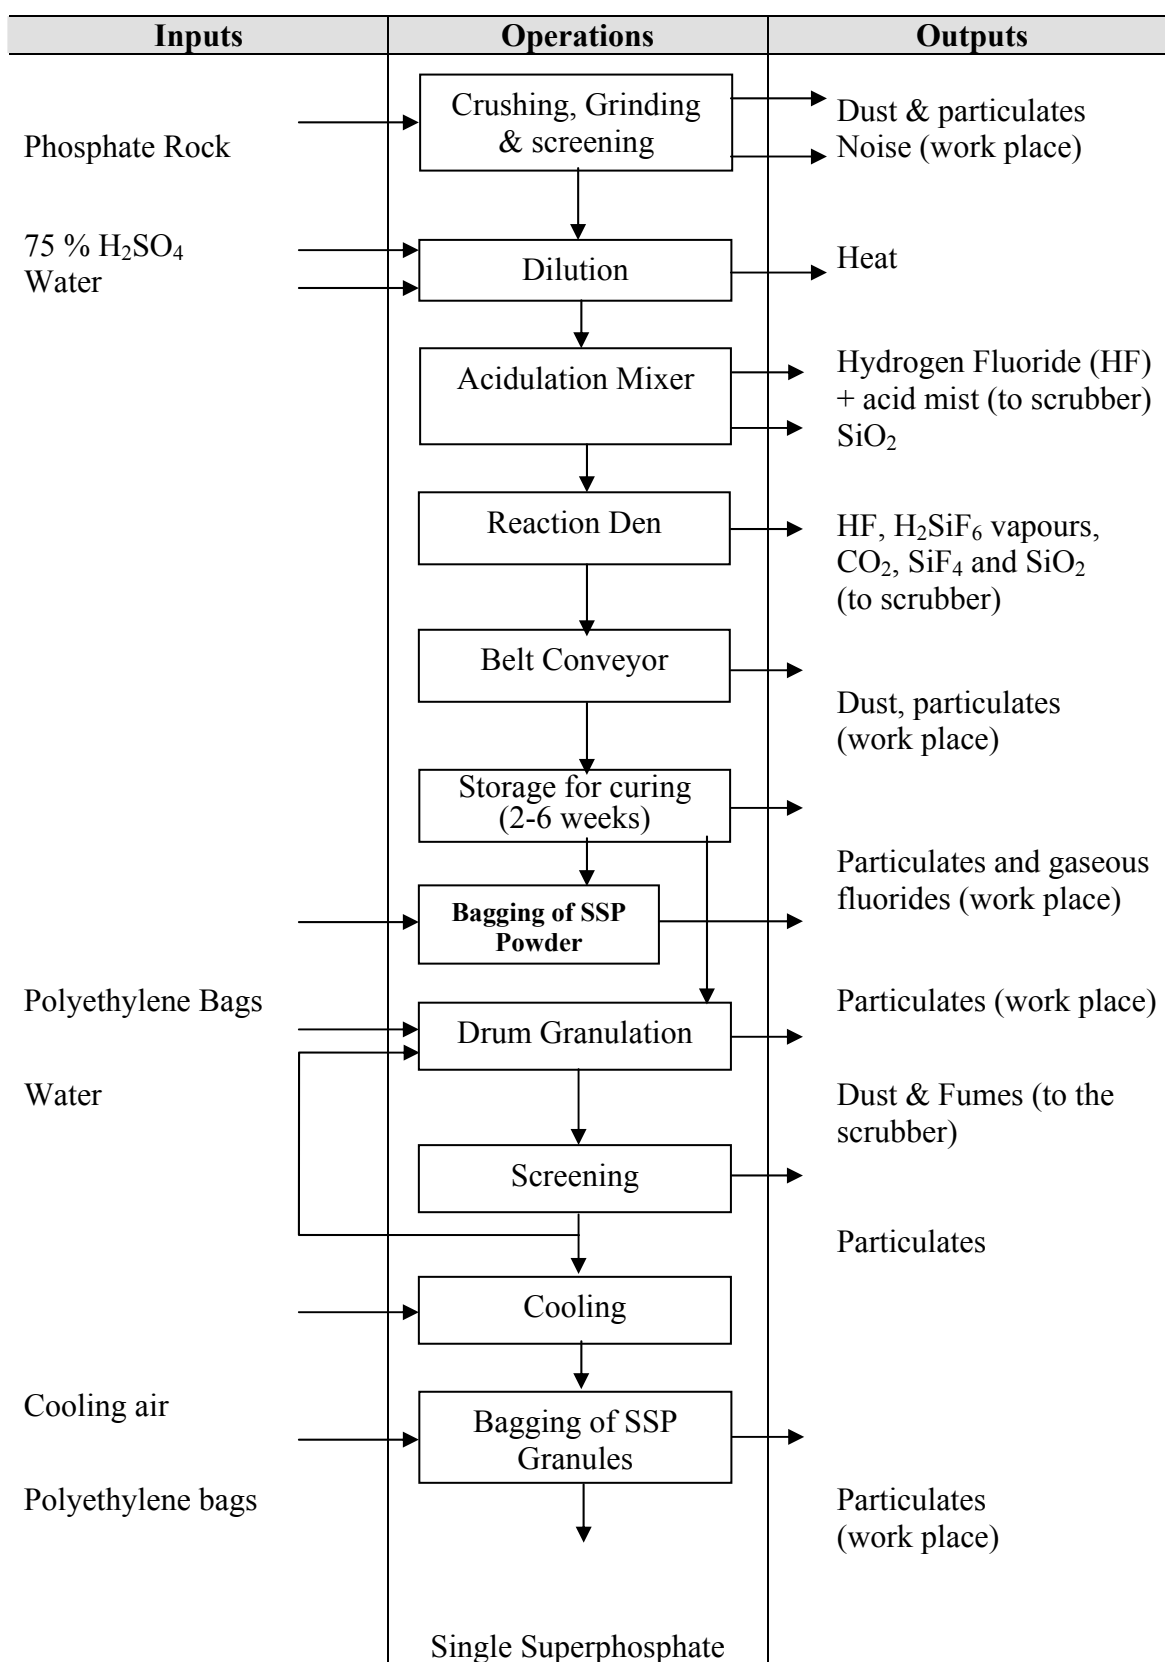 Inputs
Operations
Outputs
Crushing, Grinding
& screening
Dust & particulates
Phosphate Rock
Noise (work place)
75 % H₂SO₄
Water
Dilution
Heat
Acidulation Mixer
Hydrogen Fluoride (HF)
+ acid mist (to scrubber)
SiO₂
Reaction Den
HF, H₂SiF₆ vapours,
CO₂, SiF₄ and SiO₂
(to scrubber)
Belt Conveyor
Dust, particulates
(work place)
Storage for curing
(2-6 weeks)
Particulates and gaseous
fluorides (work place)
Bagging of SSP
Powder
Polyethylene Bags
Particulates (work place)
Drum Granulation
Water
Dust & Fumes (to the
scrubber)
Screening
Particulates
Cooling
Cooling air
Bagging of SSP
Granules
Polyethylene bags
Particulates
(work place)
Single Superphosphate